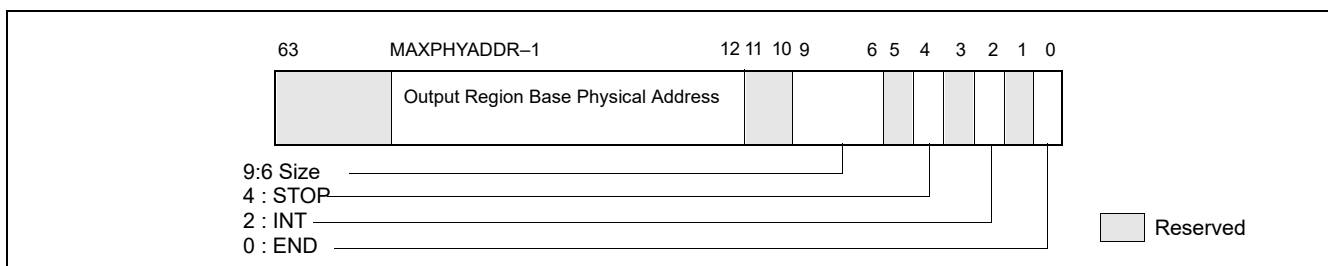 63 MAXPHYADDR–1 12 11 10 9 6 5 4 3 2 1 0
Output Region Base Physical Address
9:6 Size
4 : STOP
2 : INT
0 : END
Reserved